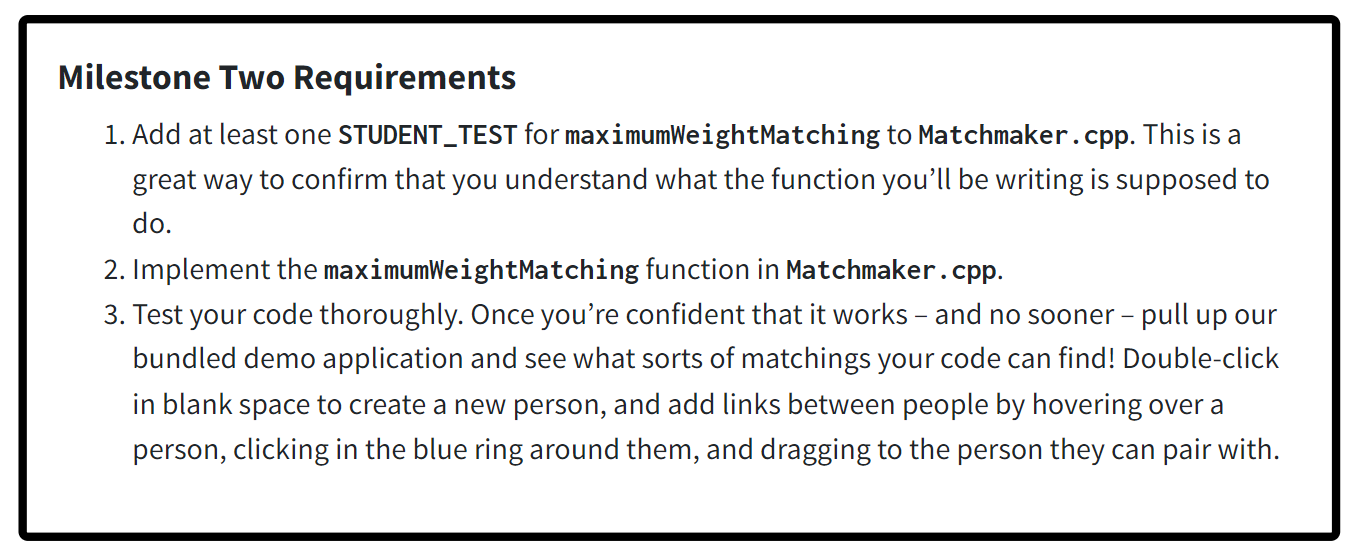 Milestone Two Requirements
1. Add at least one STUDENT_TEST for maximumWeightMatching to Matchmaker.cpp. This is a
great way to confirm that you understand what the function you’ll be writing is supposed to
do.
2. Implement the maximumWeightMatching function in Matchmaker.cpp.
3. Test your code thoroughly. Once you’re confident that it works – and no sooner – pull up our
bundled demo application and see what sorts of matchings your code can find! Double-click
in blank space to create a new person, and add links between people by hovering over a
person, clicking in the blue ring around them, and dragging to the person they can pair with.